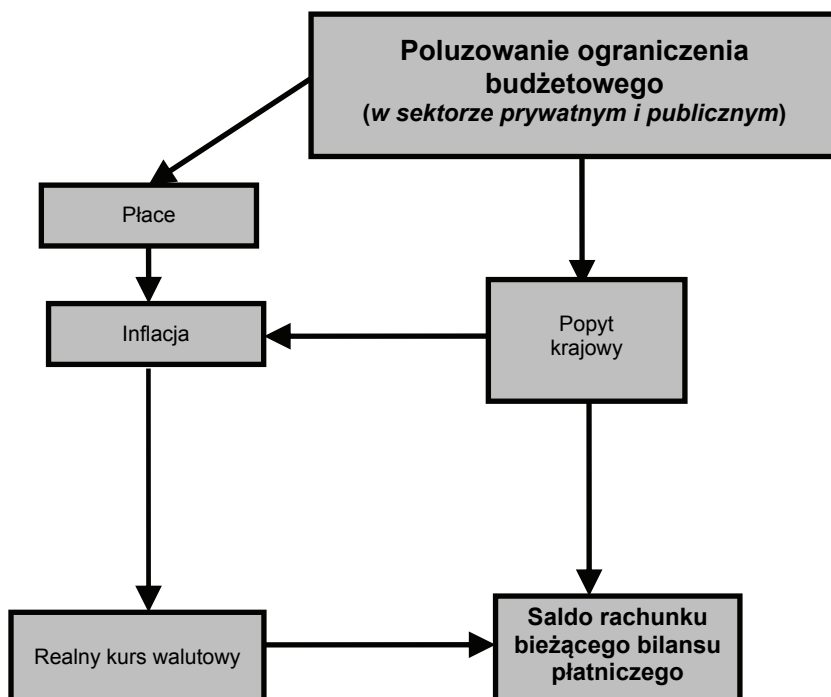 Poluzowanie ograniczenia
budżetowego
(w sektorze prywatnym i publicznym)
Płace
Inflacja
Popyt
krajowy
Realny kurs walutowy
Saldo rachunku
bieżącego bilansu
płatniczego